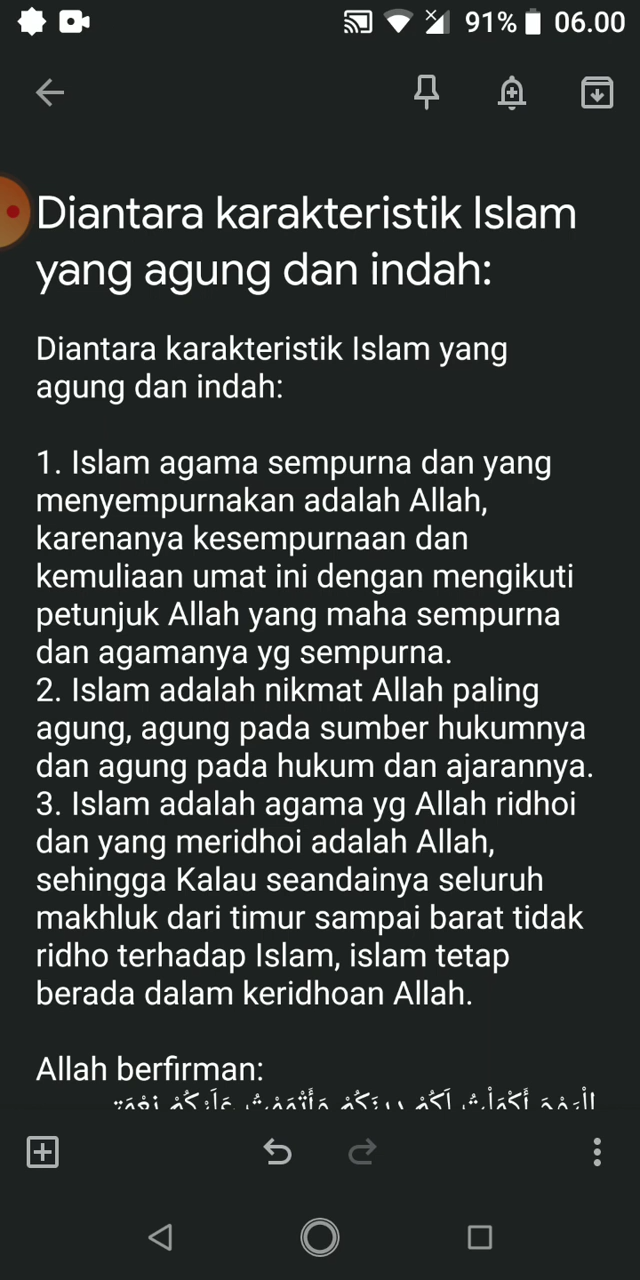 91% 06.00
Diantara karakteristik Islam
yang agung dan indah:
Diantara karakteristik Islam yang
agung dan indah:
1. Islam agama sempurna dan yang
menyempurnakan adalah Allah,
karenanya kesempurnaan dan
kemuliaan umat ini dengan mengikuti
petunjuk Allah yang maha sempurna
dan agamanya yg sempurna.
2. Islam adalah nikmat Allah paling
agung, agung pada sumber hukumnya
dan agung pada hukum dan ajarannya.
3. Islam adalah agama yg Allah ridhoi
dan yang meridhoi adalah Allah,
sehingga Kalau seandainya seluruh
makhluk dari timur sampai barat tidak
ridho terhadap Islam, islam tetap
berada dalam keridhoan Allah.
Allah berfirman: